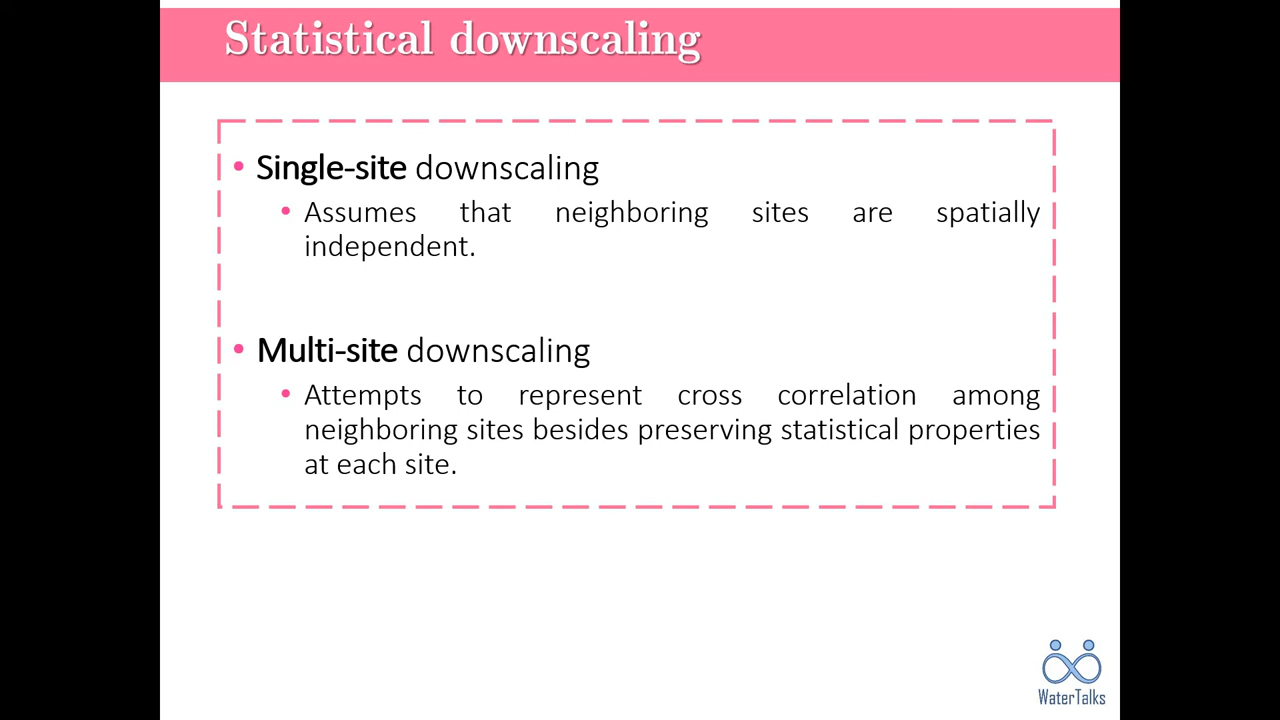 Statistical downscaling
• Single-site downscaling
• Assumes that neighboring sites are spatially
independent.
• Multi-site downscaling
• Attempts to represent cross correlation among
neighboring sites besides preserving statistical properties
at each site.
WaterTalks